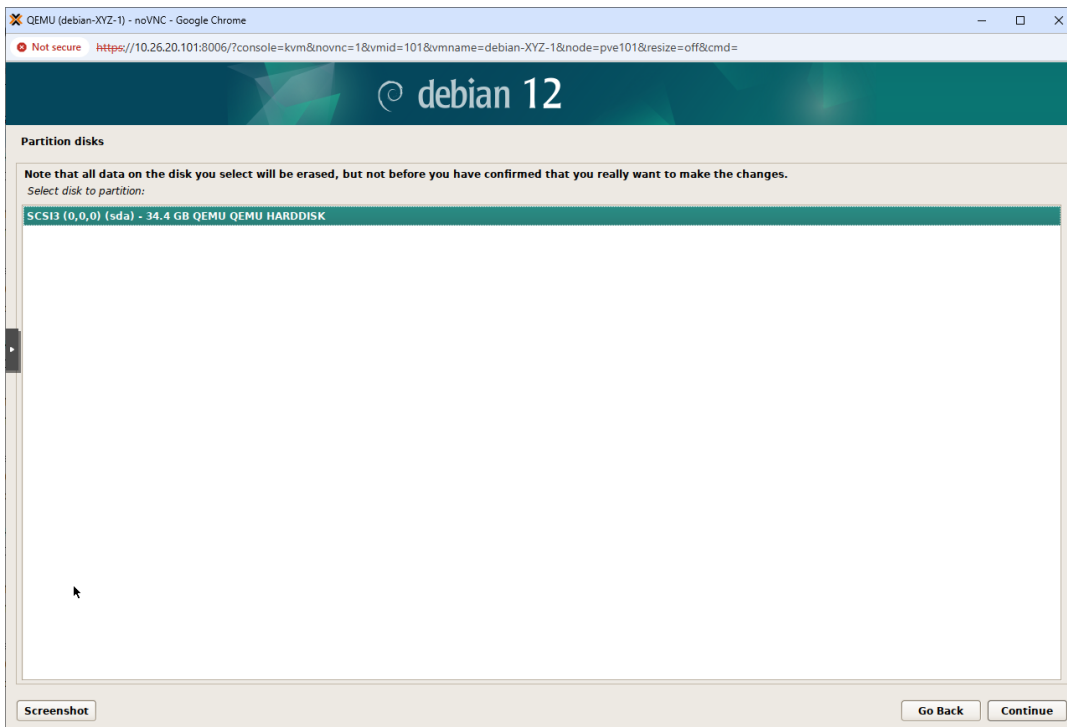 QEMU (debian-XYZ-1) - noVNC - Google Chrome
Not secure https://10.26.20.101:8006/?console=kvm&novnc=1&vmid=101&vmname=debian-XYZ-1&node=pve101&resize=off&cmd=
debian 12
Partition disks
Note that all data on the disk you select will be erased, but not before you have confirmed that you really want to make the changes.
Select disk to partition:
SCSI3 (0,0,0) (sda) - 34.4 GB QEMU QEMU HARDDISK
Screenshot Go Back Continue